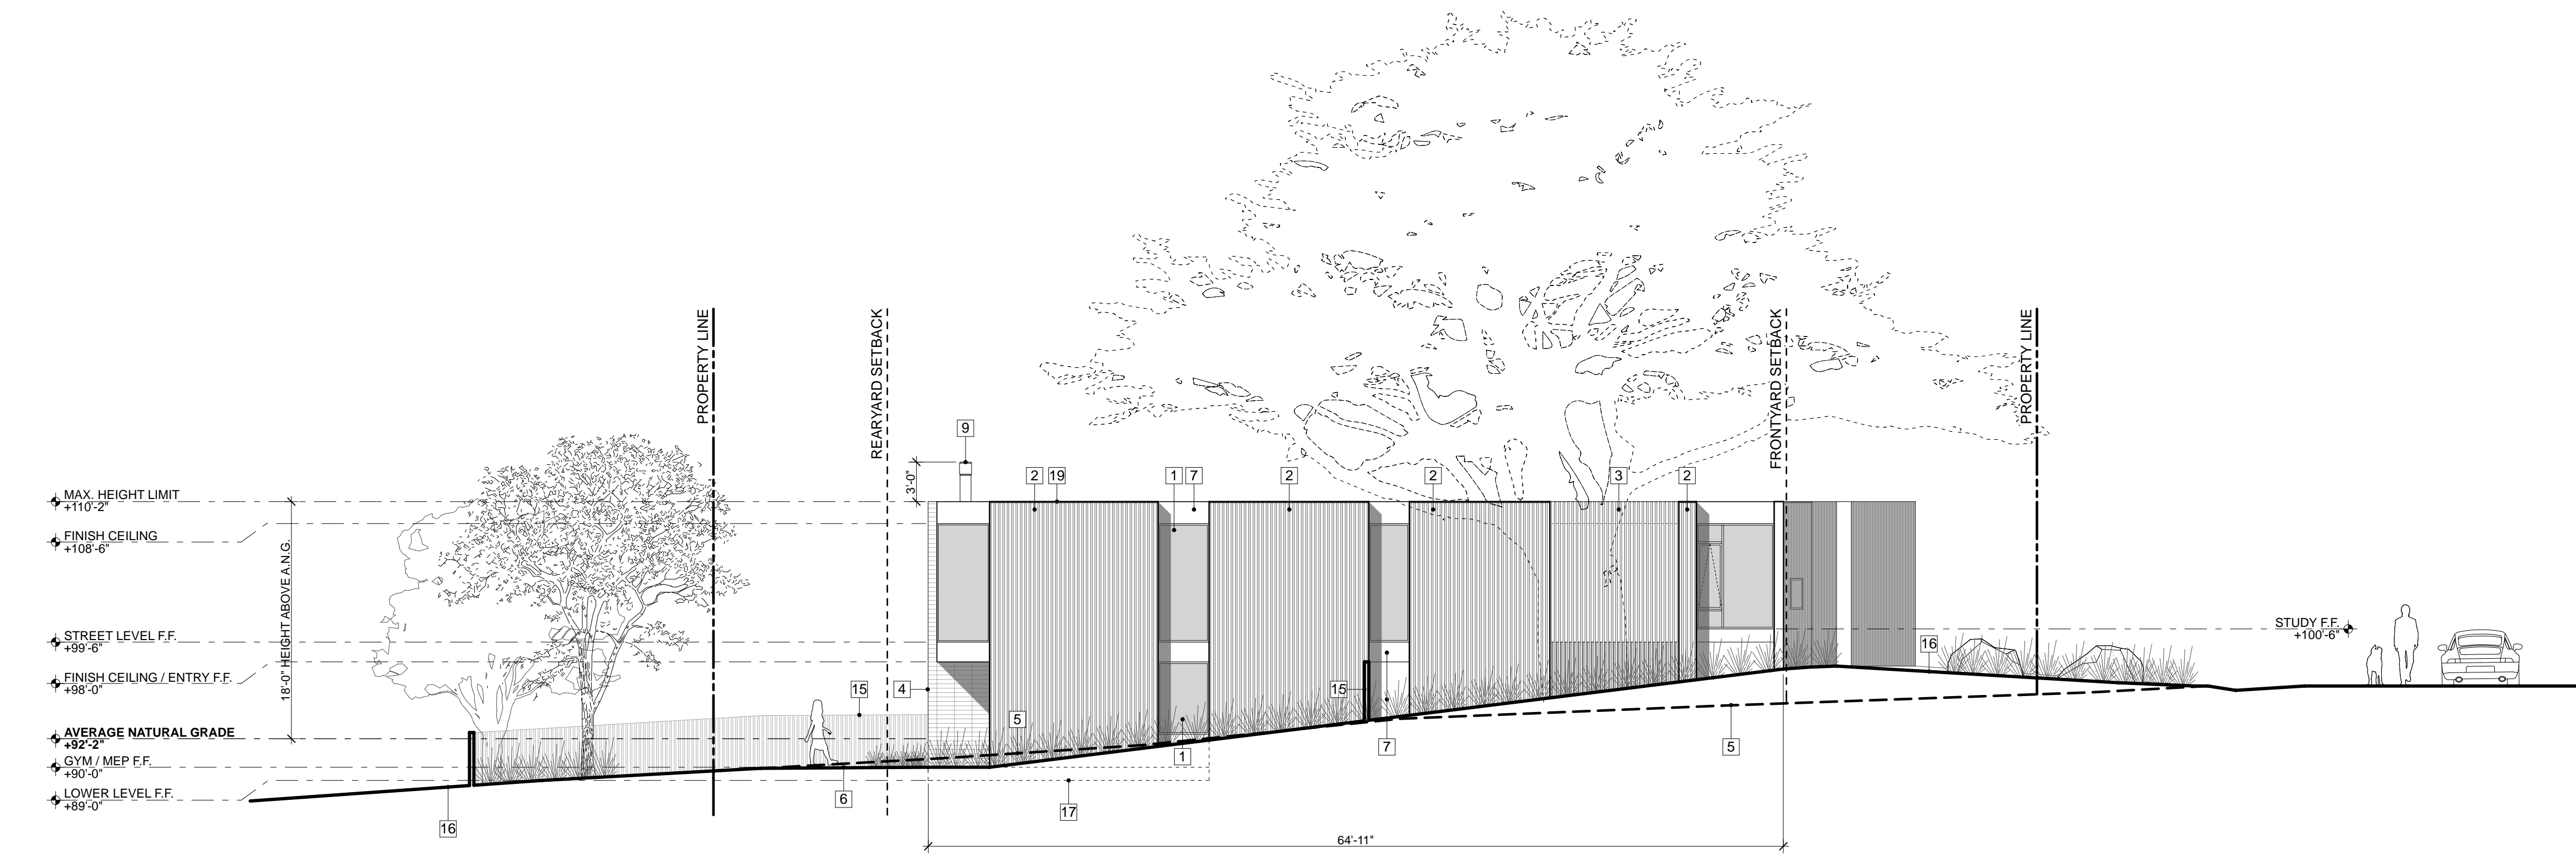 PROPERTY LINE
REARYARD SETBACK
FRONTYARD SETBACK
PROPERTY LINE
9
3'-0"
2
19
1
7
2
2
3
2
MAX. HEIGHT LIMIT
+110'-2"
FINISH CEILING
+108'-6"
18'-0" HEIGHT ABOVE A.N.G.
STREET LEVEL F.F.
+99'-6"
STUDY F.F.
+100'-6"
FINISH CEILING / ENTRY F.F.
+98'-0"
16
15
4
15
5
AVERAGE NATURAL GRADE
+92'-2"
GYM / MEP F.F.
+90'-0"
1
7
5
LOWER LEVEL F.F.
+89'-0"
6
17
16
64'-11"